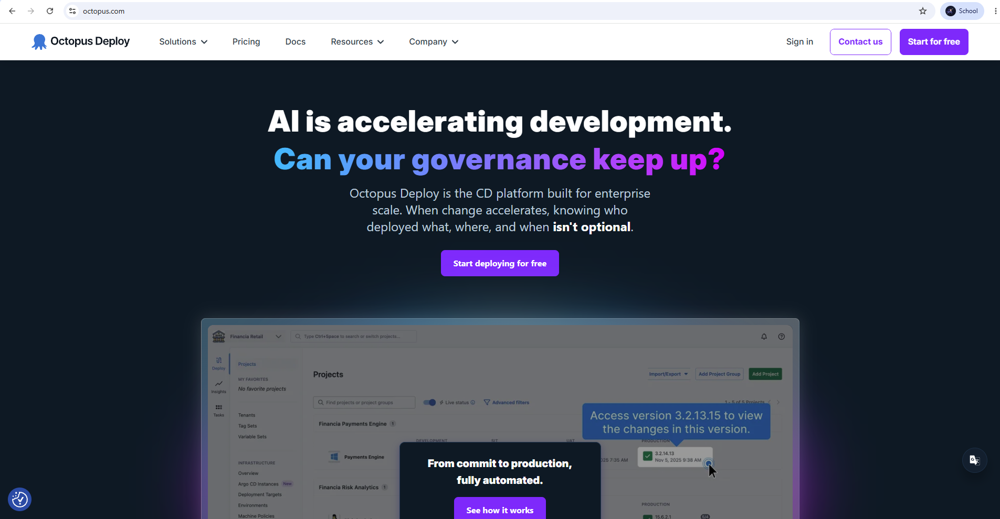 octopus.com
School
Octopus Deploy
Solutions
Pricing
Docs
Resources
Company
Sign in
Contact us
Start for free
AI is accelerating development.
Can your governance keep up?
Octopus Deploy is the CD platform built for enterprise
scale. When change accelerates, knowing who
deployed what, where, and when isn't optional.
Start deploying for free
Financia Retail
Type Ctrl+Space to search or switch projects...
Deploy
Insights
Tasks
Projects
MY FAVORITES
No favorite projects
Tenants
Tag Sets
Variable Sets
INFRASTRUCTURE
Overview
Argo CD Instances New
Deployment Targets
Environments
Machine Policies
Projects
Import/Export
Add Project Group
Add Project
Find projects or project groups
Live status
Advanced filters
1 - 5 of 5 Projects
Financia Payments Engine 1
Access version 3.2.13.15 to view
the changes in this version.
DEVELOPMENT
SIT
UAT
PRODUCTION
Payments Engine
025 7:35 AM
3.2.14.13
Nov 5, 2025 9:38 AM
Financia Risk Analytics 1
PRODUCTION
15.6.2.1
From commit to production,
fully automated.
See how it works